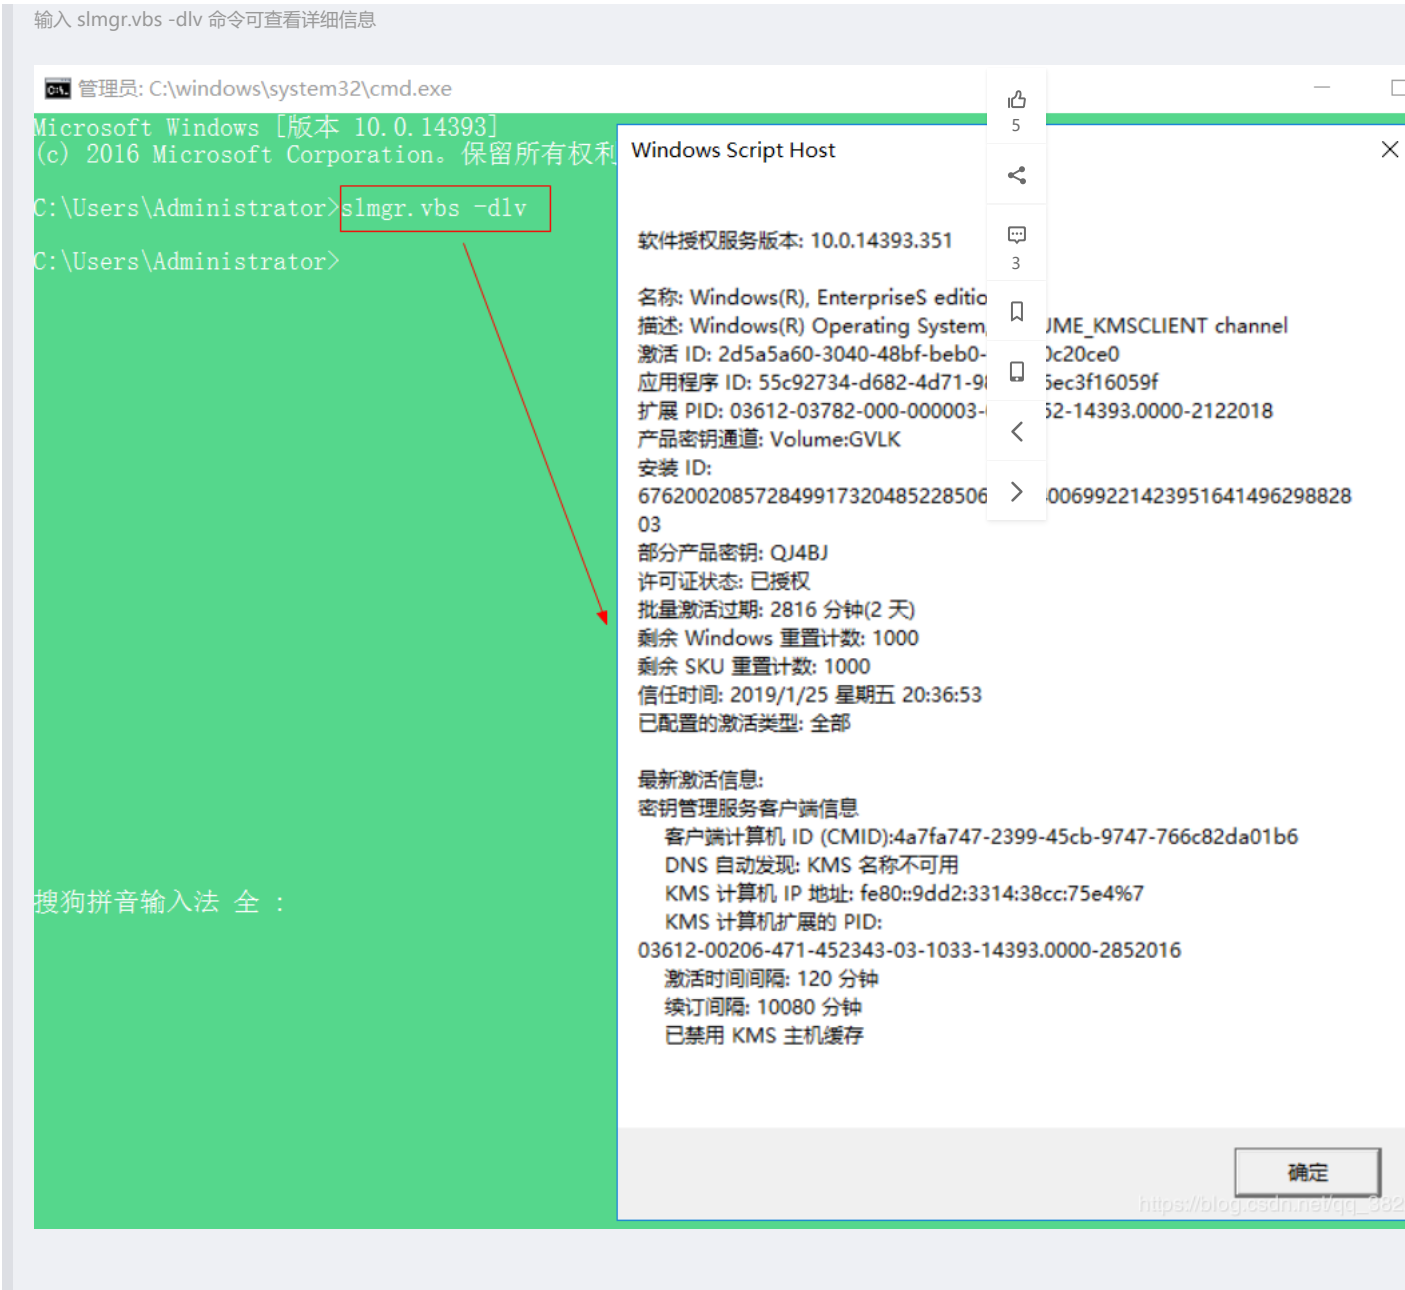 输入 slmgr.vbs -dlv 命令可查看详细信息
管理员: C:\windows\system32\cmd.exe
Microsoft Windows [版本 10.0.14393]
(c) 2016 Microsoft Corporation。保留所有权利
C:\Users\Administrator>slmgr.vbs -dlv
C:\Users\Administrator>
搜狗拼音输入法 全 :
5
3
Windows Script Host
软件授权服务版本: 10.0.14393.351
名称: Windows(R), EnterpriseS editio
描述: Windows(R) Operating System, UME_KMSCLIENT channel
激活 ID: 2d5a5a60-3040-48bf-beb0- 0c20ce0
应用程序 ID: 55c92734-d682-4d71-9 ec3f16059f
扩展 PID: 03612-03782-000-000003- 52-14393.0000-2122018
产品密钥通道: Volume:GVLK
安装 ID:
67620020857284991732048522850 0069922142395164149629882 8
03
部分产品密钥: QJ4BJ
许可证状态: 已授权
批量激活过期: 2816 分钟(2 天)
剩余 Windows 重置计数: 1000
剩余 SKU 重置计数: 1000
信任时间: 2019/1/25 星期五 20:36:53
已配置的激活类型: 全部
最新激活信息:
密钥管理服务客户端信息
客户端计算机 ID (CMID):4a7fa747-2399-45cb-9747-766c82da01b6
DNS 自动发现: KMS 名称不可用
KMS 计算机 IP 地址: fe80::9dd2:3314:38cc:75e4%7
KMS 计算机扩展的 PID:
03612-00206-471-452343-03-1033-14393.0000-2852016
激活时间间隔: 120 分钟
续订间隔: 10080 分钟
已禁用 KMS 主机缓存
确定
https://blog.csdn.net/qq_382